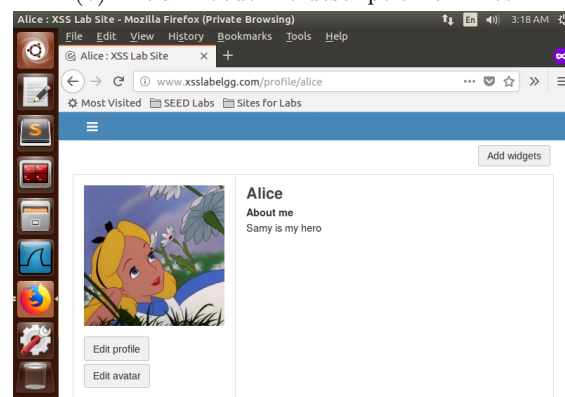 Alice : XSS Lab Site - Mozilla Firefox (Private Browsing) En 3:18 AM
File Edit View History Bookmarks Tools Help
Alice : XSS Lab Site × +
www.xsslabelgg.com/profile/alice
Most Visited SEED Labs Sites for Labs
Add widgets
Alice
About me
Samy is my hero
Edit profile
Edit avatar